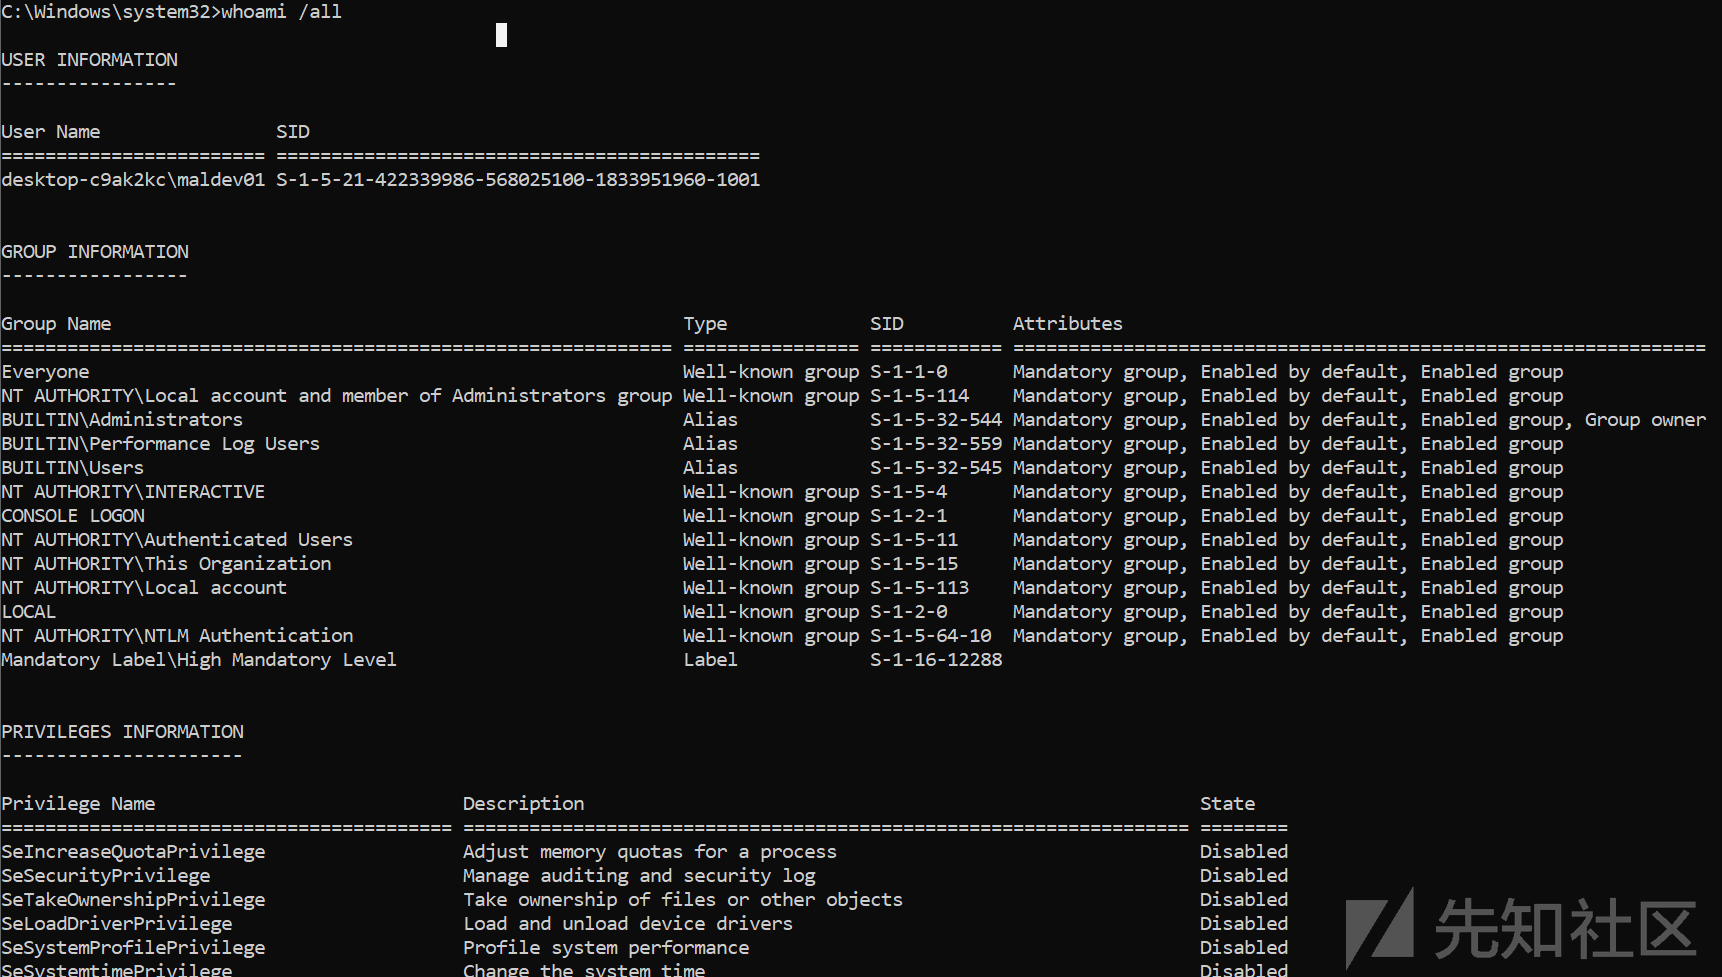 C:\Windows\system32>whoami /all
USER INFORMATION
----------------
User Name                SID
======================== ============================================
desktop-c9ak2kc\maldev01 S-1-5-21-422339986-568025100-1833951960-1001
GROUP INFORMATION
-----------------
Group Name                                                    Type             SID          Attributes
============================================================= ================ ============ ===============================================================
Everyone                                                      Well-known group S-1-1-0      Mandatory group, Enabled by default, Enabled group
NT AUTHORITY\Local account and member of Administrators group Well-known group S-1-5-114    Mandatory group, Enabled by default, Enabled group
BUILTIN\Administrators                                        Alias            S-1-5-32-544 Mandatory group, Enabled by default, Enabled group, Group owner
BUILTIN\Performance Log Users                                 Alias            S-1-5-32-559 Mandatory group, Enabled by default, Enabled group
BUILTIN\Users                                                 Alias            S-1-5-32-545 Mandatory group, Enabled by default, Enabled group
NT AUTHORITY\INTERACTIVE                                      Well-known group S-1-5-4      Mandatory group, Enabled by default, Enabled group
CONSOLE LOGON                                                 Well-known group S-1-2-1      Mandatory group, Enabled by default, Enabled group
NT AUTHORITY\Authenticated Users                              Well-known group S-1-5-11     Mandatory group, Enabled by default, Enabled group
NT AUTHORITY\This Organization                                Well-known group S-1-5-15     Mandatory group, Enabled by default, Enabled group
NT AUTHORITY\Local account                                    Well-known group S-1-5-113    Mandatory group, Enabled by default, Enabled group
LOCAL                                                         Well-known group S-1-2-0      Mandatory group, Enabled by default, Enabled group
NT AUTHORITY\NTLM Authentication                              Well-known group S-1-5-64-10  Mandatory group, Enabled by default, Enabled group
Mandatory Label\High Mandatory Level                          Label            S-1-16-12288
PRIVILEGES INFORMATION
----------------------
Privilege Name                            Description                                                        State
========================================= ================================================================== ========
SeIncreaseQuotaPrivilege                  Adjust memory quotas for a process                                 Disabled
SeSecurityPrivilege                       Manage auditing and security log                                   Disabled
SeTakeOwnershipPrivilege                  Take ownership of files or other objects                           Disabled
SeLoadDriverPrivilege                     Load and unload device drivers                                     Disabled
SeSystemProfilePrivilege                  Profile system performance                                         Disabled
SeSystemtimePrivilege                     Change the system time                                             Disabled
先知社区